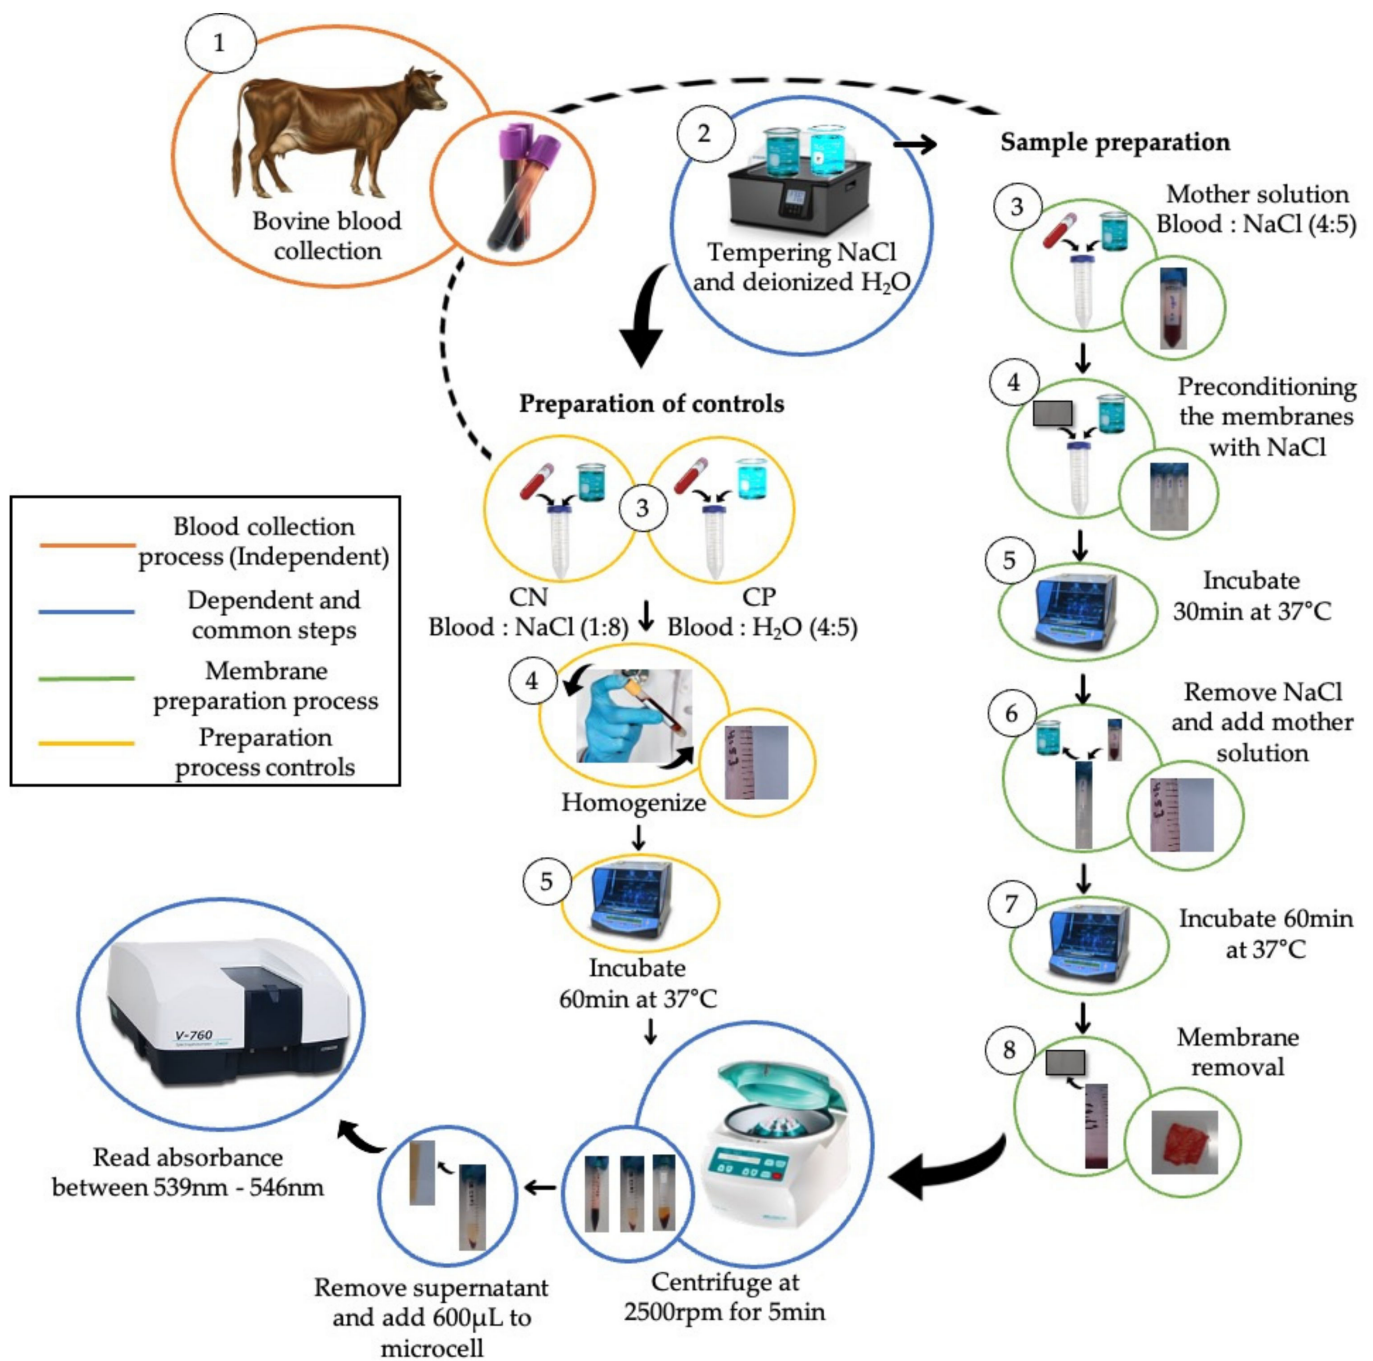 1
Bovine blood
collection
2
Tempering NaCl
and deionized H₂O
Sample preparation
3
Mother solution
Blood : NaCl (4:5)
4
Preconditioning
the membranes
with NaCl
5
Incubate
30min at 37°C
6
Remove NaCl
and add mother
solution
7
Incubate 60min
at 37°C
8
Membrane
removal
Preparation of controls
3
CN
Blood : NaCl (1:8)
CP
Blood : H₂O (4:5)
4
Homogenize
5
Incubate
60min at 37°C
Blood collection
process (Independent)
Dependent and
common steps
Membrane
preparation process
Preparation
process controls
Centrifuge at
2500rpm for 5min
Remove supernatant
and add 600μL to
microcell
V-760
Read absorbance
between 539nm - 546nm